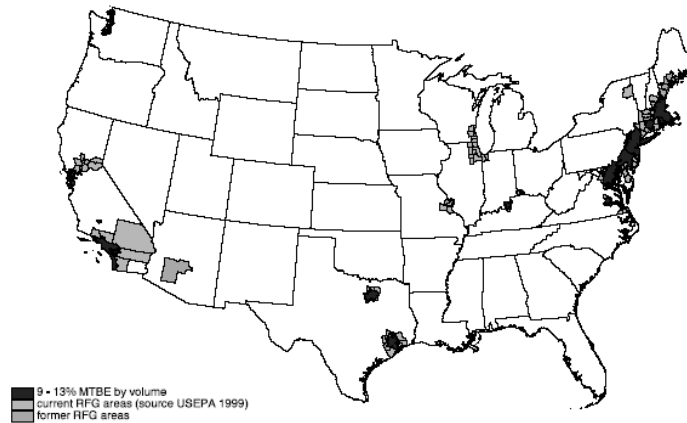 9 - 13% MTBE by volume
current RFG areas (source USEPA 1999)
former RFG areas